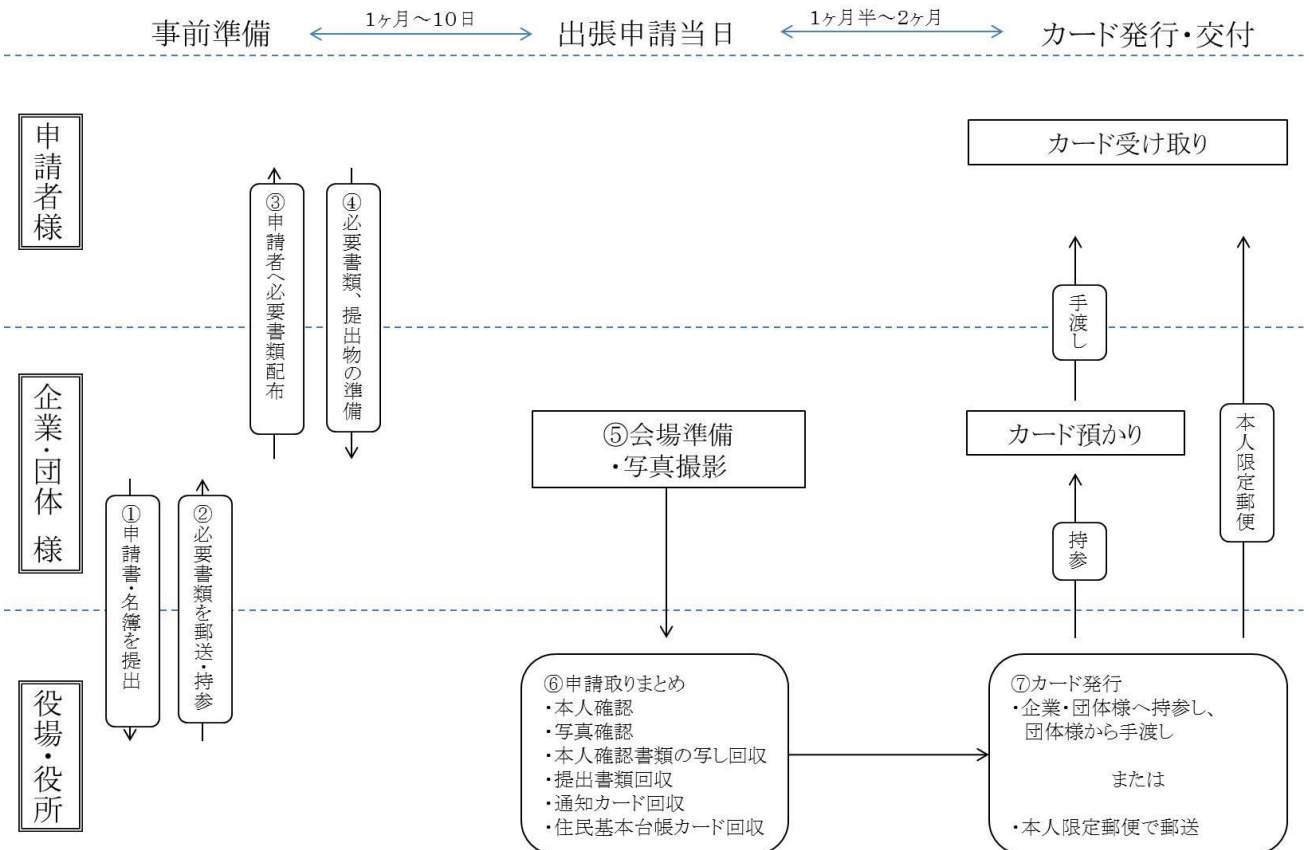 事前準備
1ヶ月～10日
出張申請当日
1ヶ月半～2ヶ月
カード発行・交付
申請者様
③申請者へ必要書類配布
④必要書類、提出物の準備
カード受け取り
手渡し
企業・団体 様
①申請書・名簿を提出
②必要書類を郵送・持参
⑤会場準備
・写真撮影
カード預かり
持参
本人限定郵便
役場・役所
⑥申請取りまとめ
・本人確認
・写真確認
・本人確認書類の写し回収
・提出書類回収
・通知カード回収
・住民基本台帳カード回収
⑦カード発行
・企業・団体様へ持参し、
団体様から手渡し
または
・本人限定郵便で郵送